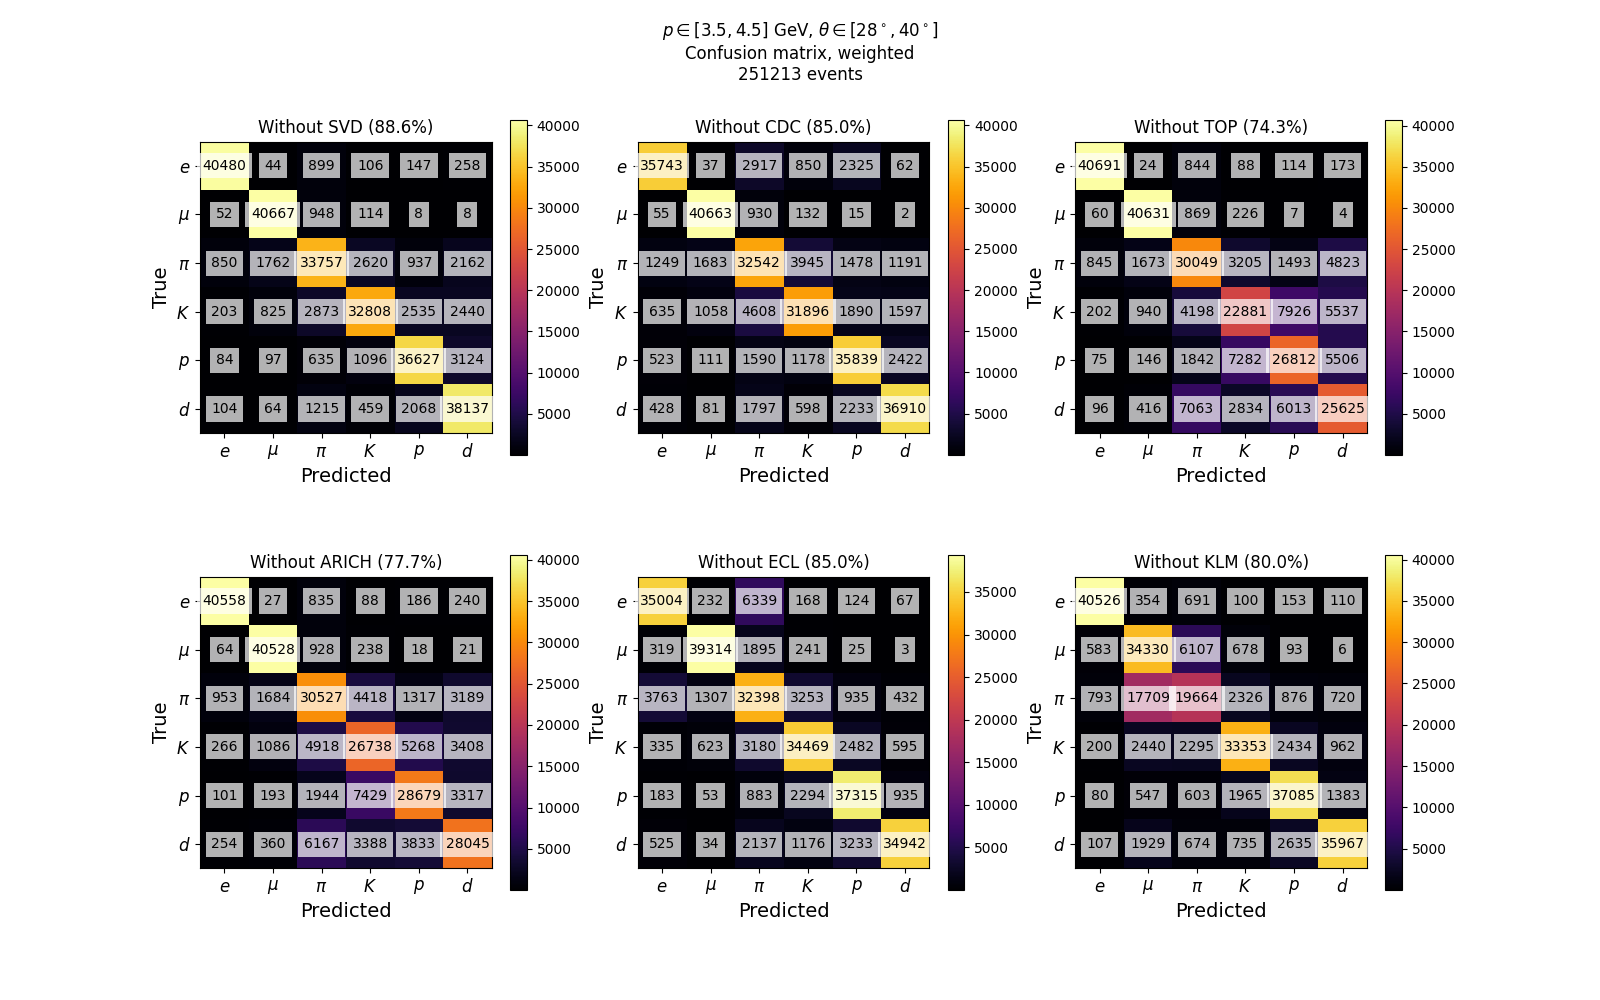 p ∈ [3.5, 4.5] GeV, θ ∈ [28°, 40°]
Confusion matrix, weighted
251213 events
Without SVD (88.6%)
e 40480 44 899 106 147 258
μ 52 40667 948 114 8 8
π 850 1762 33757 2620 937 2162
K 203 825 2873 32808 2535 2440
p 84 97 635 1096 36627 3124
d 104 64 1215 459 2068 38137
e μ π K p d
True
Predicted
40000
35000
30000
25000
20000
15000
10000
5000
Without CDC (85.0%)
e 35743 37 2917 850 2325 62
μ 55 40663 930 132 15 2
π 1249 1683 32542 3945 1478 1191
K 635 1058 4608 31896 1890 1597
p 523 111 1590 1178 35839 2422
d 428 81 1797 598 2233 36910
e μ π K p d
True
Predicted
40000
35000
30000
25000
20000
15000
10000
5000
Without TOP (74.3%)
e 40691 24 844 88 114 173
μ 60 40631 869 226 7 4
π 845 1673 30049 3205 1493 4823
K 202 940 4198 22881 7926 5537
p 75 146 1842 7282 26812 5506
d 96 416 7063 2834 6013 25625
e μ π K p d
True
Predicted
40000
35000
30000
25000
20000
15000
10000
5000
Without ARICH (77.7%)
e 40558 27 835 88 186 240
μ 64 40528 928 238 18 21
π 953 1684 30527 4418 1317 3189
K 266 1086 4918 26738 5268 3408
p 101 193 1944 7429 28679 3317
d 254 360 6167 3388 3833 28045
e μ π K p d
True
Predicted
40000
35000
30000
25000
20000
15000
10000
5000
Without ECL (85.0%)
e 35004 232 6339 168 124 67
μ 319 39314 1895 241 25 3
π 3763 1307 32398 3253 935 432
K 335 623 3180 34469 2482 595
p 183 53 883 2294 37315 935
d 525 34 2137 1176 3233 34942
e μ π K p d
True
Predicted
35000
30000
25000
20000
15000
10000
5000
Without KLM (80.0%)
e 40526 354 691 100 153 110
μ 583 34330 6107 678 93 6
π 793 17709 19664 2326 876 720
K 200 2440 2295 33353 2434 962
p 80 547 603 1965 37085 1383
d 107 1929 674 735 2635 35967
e μ π K p d
True
Predicted
40000
35000
30000
25000
20000
15000
10000
5000